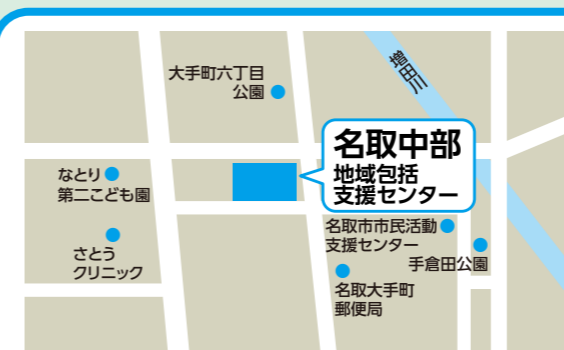 大手町六丁目
公園
増田川
名取中部
地域包括
支援センター
なとり
第二こども園
さとう
クリニック
名取市市民活動
支援センター
手倉田公園
名取大手町
郵便局